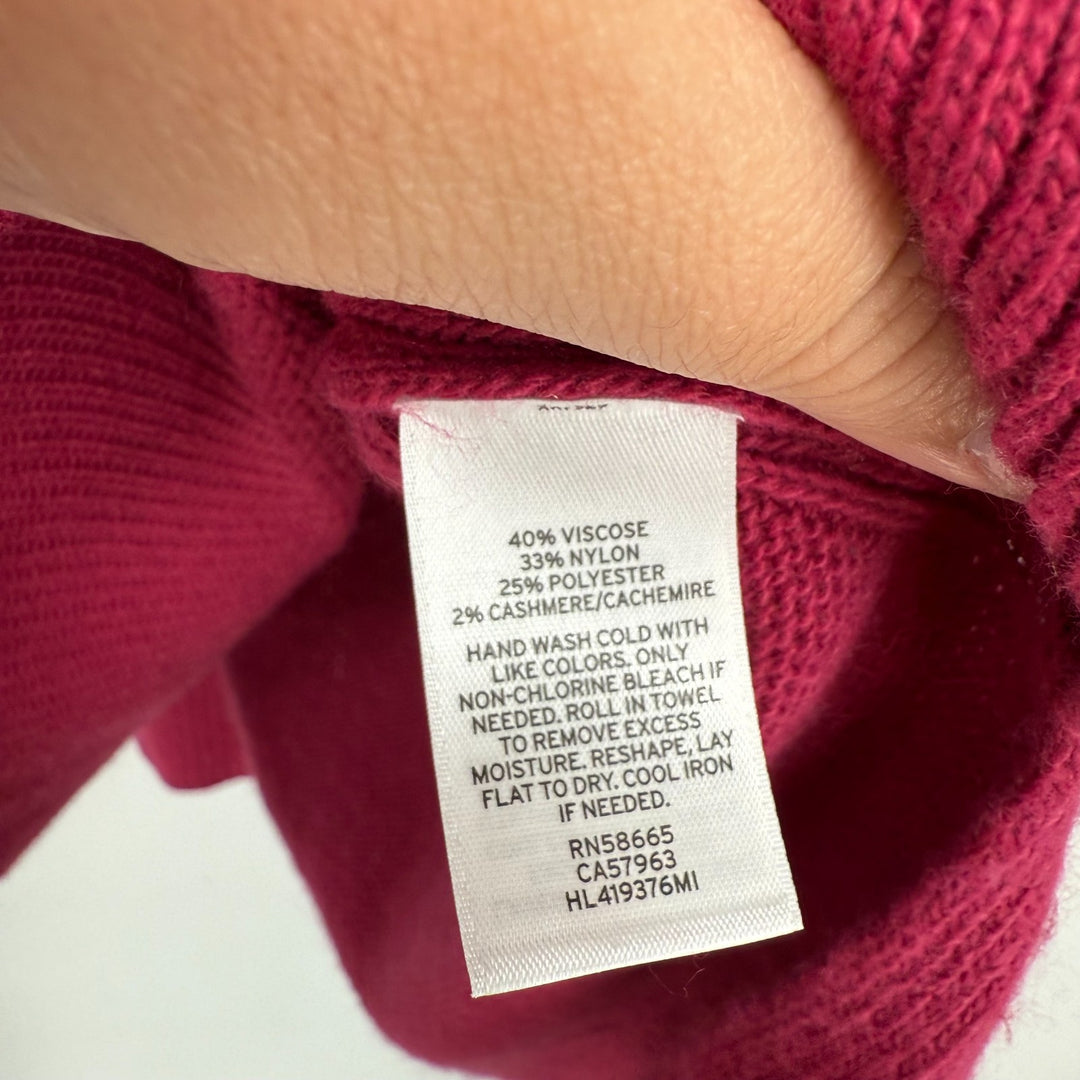 40% VISCOSE
33% NYLON
25% POLYESTER
2% CASHMERE/CACHEMIRE
HAND WASH COLD WITH
LIKE COLORS. ONLY
NON-CHLORINE BLEACH IF
NEEDED. ROLL IN TOWEL
TO REMOVE EXCESS
MOISTURE. RESHAPE, LAY
FLAT TO DRY. COOL IRON
IF NEEDED.
RN58665
CA57963
HL419376MI